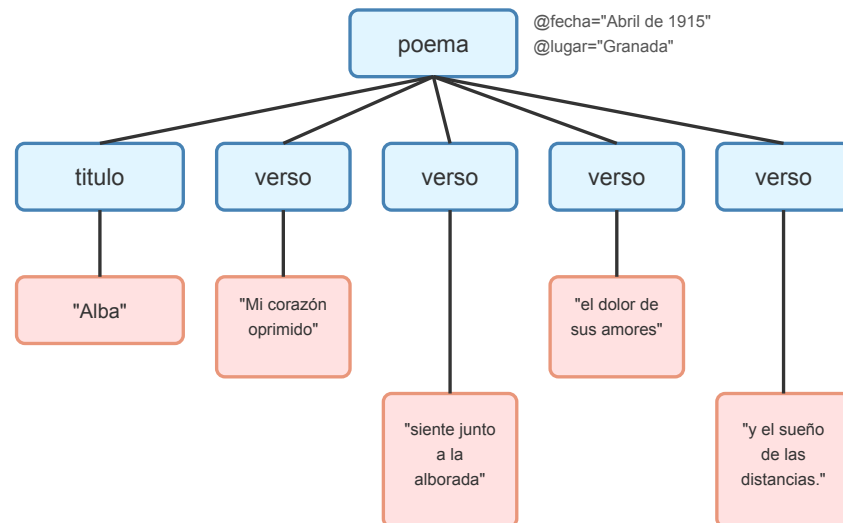 poema
@fecha="Abril de 1915"
@lugar="Granada"
titulo
verso
verso
verso
verso
"Alba"
"Mi corazón
oprimido"
"el dolor de
sus amores"
"siente junto
a la
alborada"
"y el sueño
de las
distancias."